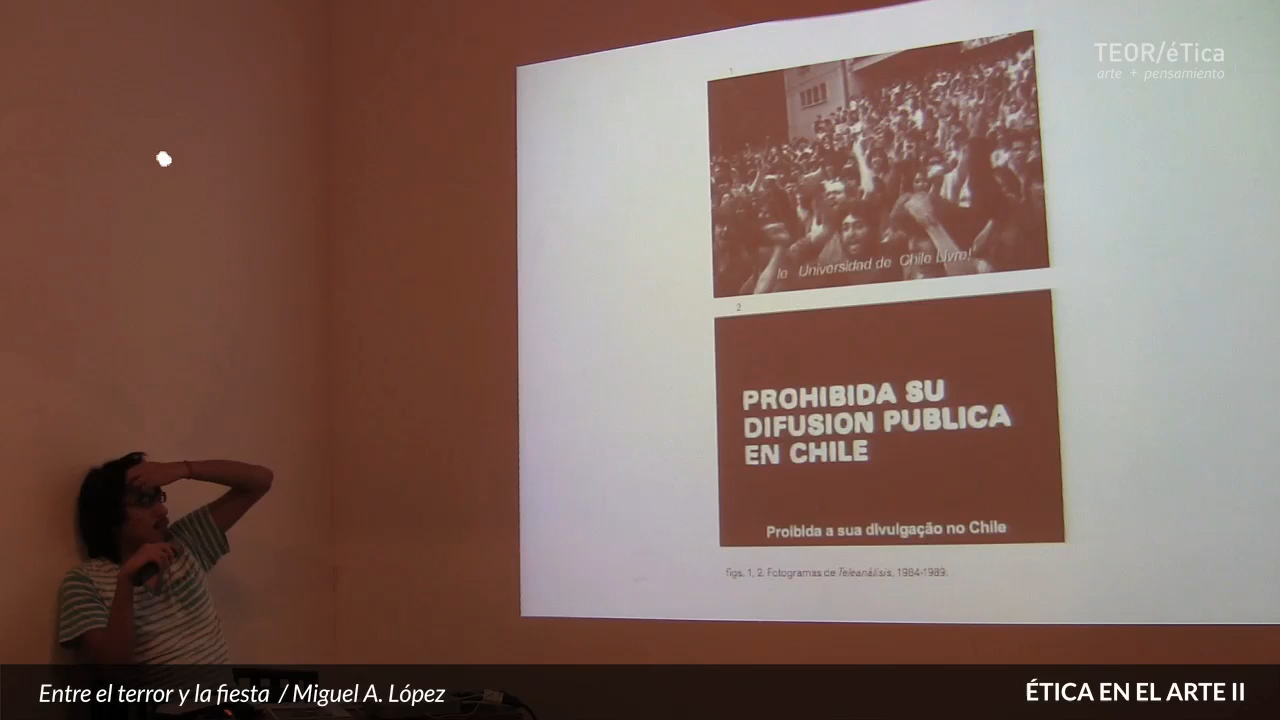 TEOR/éTica
arte + pensamiento
1
la Universidad de Chile Livre!
2
PROHIBIDA SU
DIFUSION PUBLICA
EN CHILE
Proibida a sua divulgação no Chile
figs. 1, 2. Fotogramas de Teleanálisis, 1984-1989.
Entre el terror y la fiesta / Miguel A. López
ÉTICA EN EL ARTE II